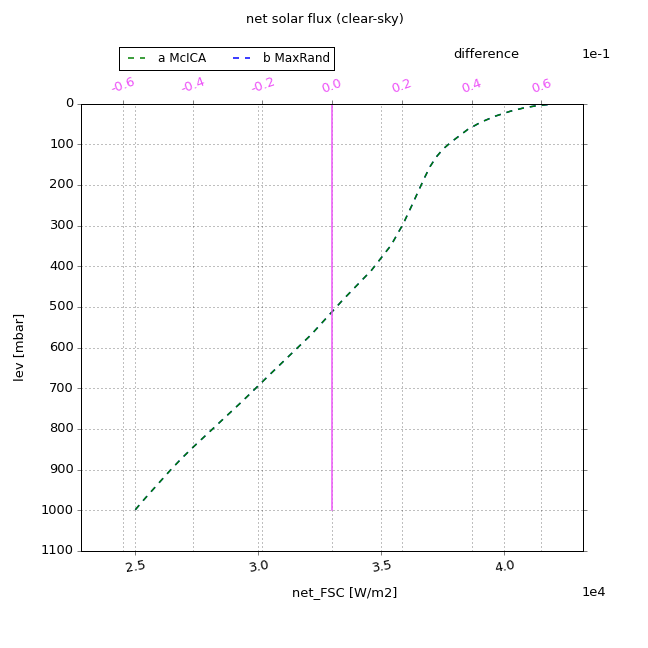 net solar flux (clear-sky)
a McICA b MaxRand
difference 1e-1
-0.6 -0.4 -0.2 0.0 0.2 0.4 0.6
0
100
200
300
400
500
600
700
800
900
1000
1100
lev [mbar]
2.5 3.0 3.5 4.0
net_FSC [W/m2] 1e4